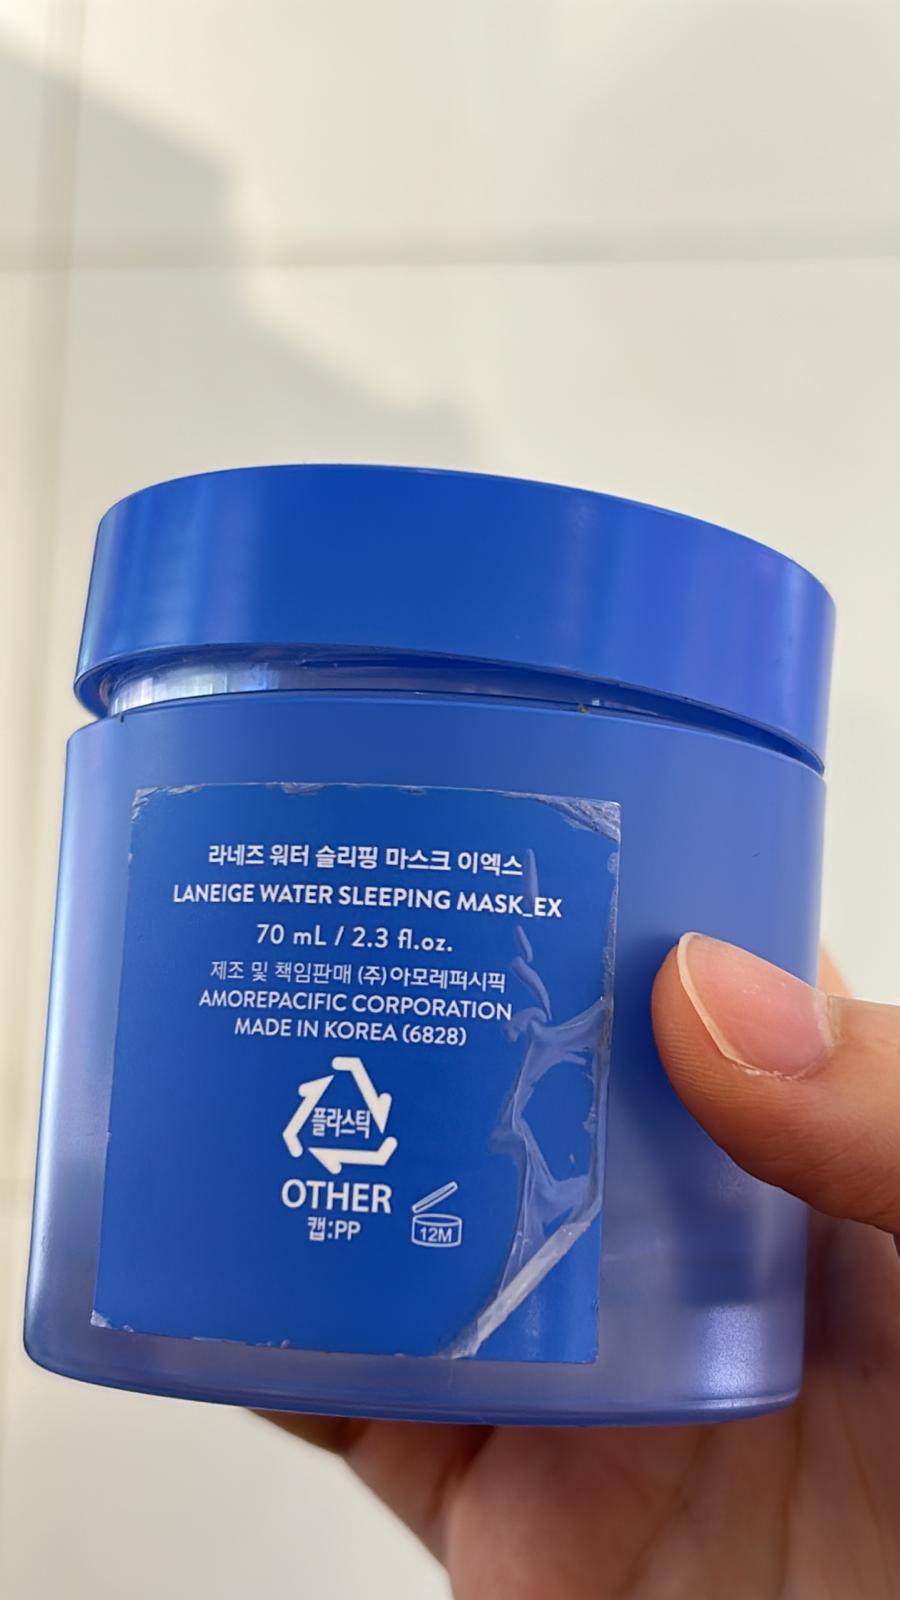 라네즈 워터 슬리핑 마스크 이엑스
LANEIGE WATER SLEEPING MASK_EX
70 mL / 2.3 fl.oz.
제조 및 책임판매 (주)아모레퍼시픽
AMOREPACIFIC CORPORATION
MADE IN KOREA (6828)
플라스틱
OTHER
캡:PP
12M